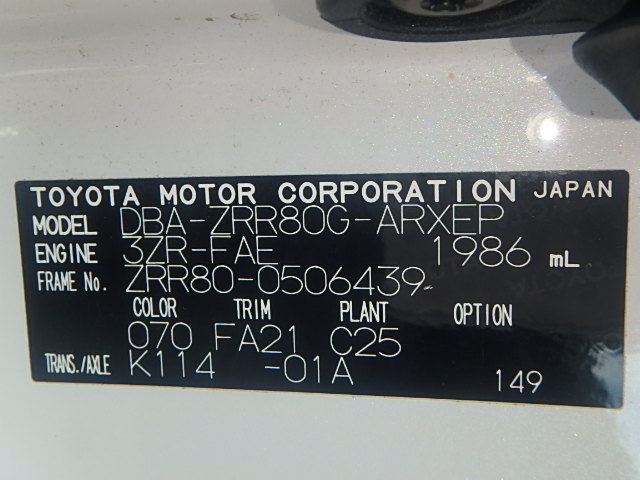 TOYOTA MOTOR CORPORATION JAPAN
MODEL DBA-ZRR80G-ARXEP
ENGINE 3ZR-FAE 1986 mL
FRAME No. ZRR80-0506439
COLOR TRIM PLANT OPTION
070 FA21 C25
TRANS./AXLE K114 -01A
149